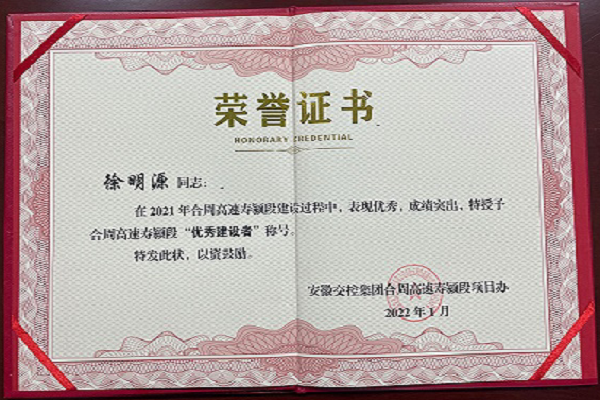 荣誉证书
HONORARY CREDENTIAL
徐明源 同志：
在2021年合周高速寿颍段建设过程中，表现优秀，成绩突出，特授予
合周高速寿颍段“优秀建设者”称号。
特发此状，以资鼓励。
安徽交控集团合周高速寿颍段项目办
2022年1月